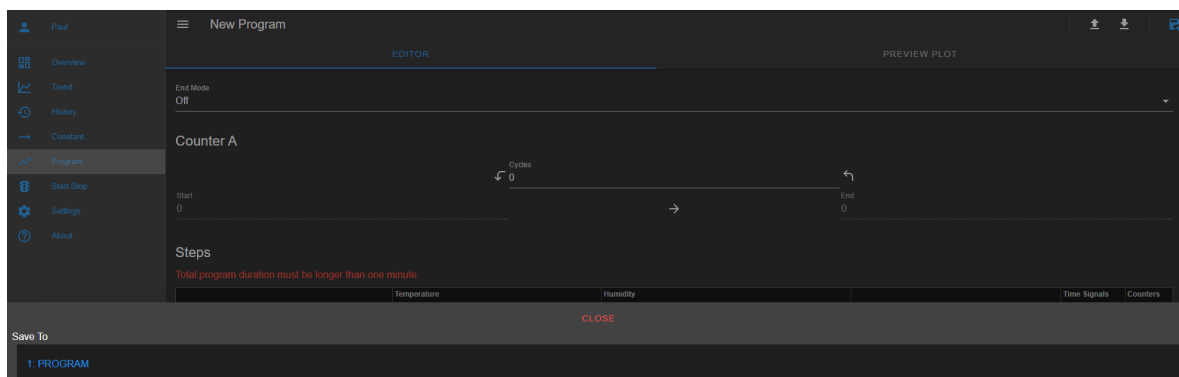 Paul
New Program
Overview
Trend
History
Constant
Program
Start Stop
Settings
About
EDITOR
PREVIEW PLOT
End Mode
Off
Counter A
Cycles
0
Start
0
End
0
Steps
Total program duration must be longer than one minute.
Temperature
Humidity
Time Signals
Counters
CLOSE
Save To
1: PROGRAM